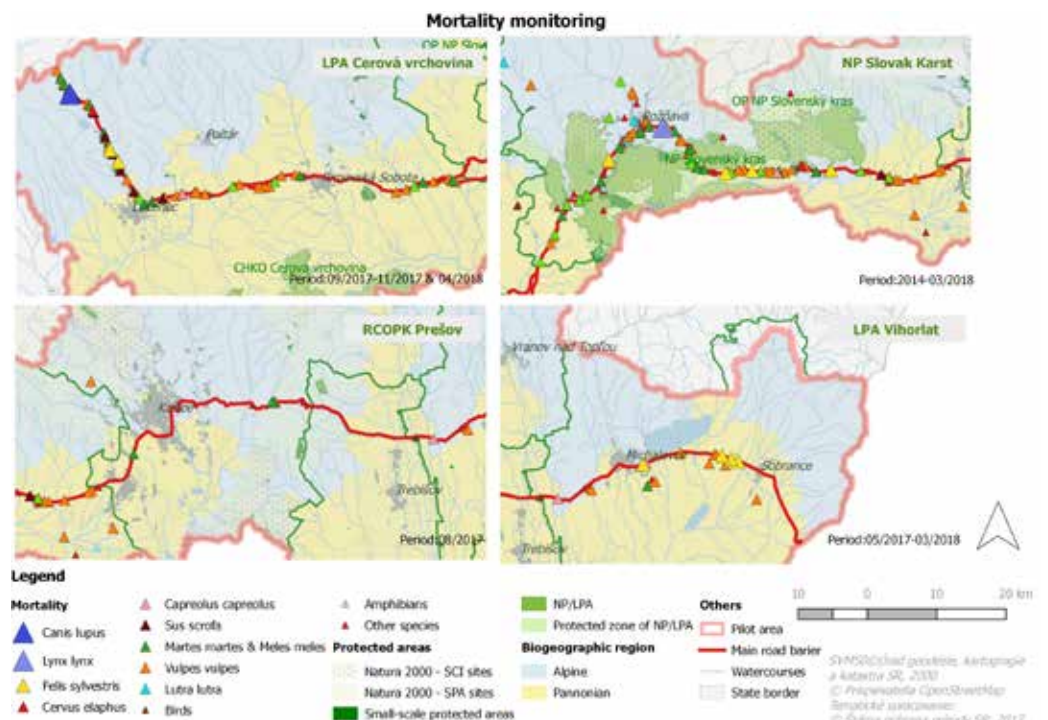 Mortality monitoring
LPA Cerová vrchovina
Paltár
CHKO Cerová vrchovina
Period:09/2017-11/2017 & 04/2018
NP Slovak Karst
OP NP Slovenský kras
NP Slovenský kras
Period:2014-03/2018
RCOPK Prešov
Trebišov
LPA Vihorlat
Vranov nad Topľou
Sobrance
Trebišov
Period:05/2017-03/2018
Legend
Mortality
Canis lupus
Lynx lynx
Felis sylvestris
Cervus elaphus
Capreolus capreolus
Sus scrofa
Martes martes & Meles meles
Vulpes vulpes
Lutra lutra
Birds
Amphibians
Other species
Protected areas
Natura 2000 - SCI sites
Natura 2000 - SPA sites
Small-scale protected areas
NP/LPA
Protected zone of NP/LPA
Biogeographic region
Alpine
Pannonian
Others
Pilot area
Main road barier
Watercourses
State border
10 0 10 20 km